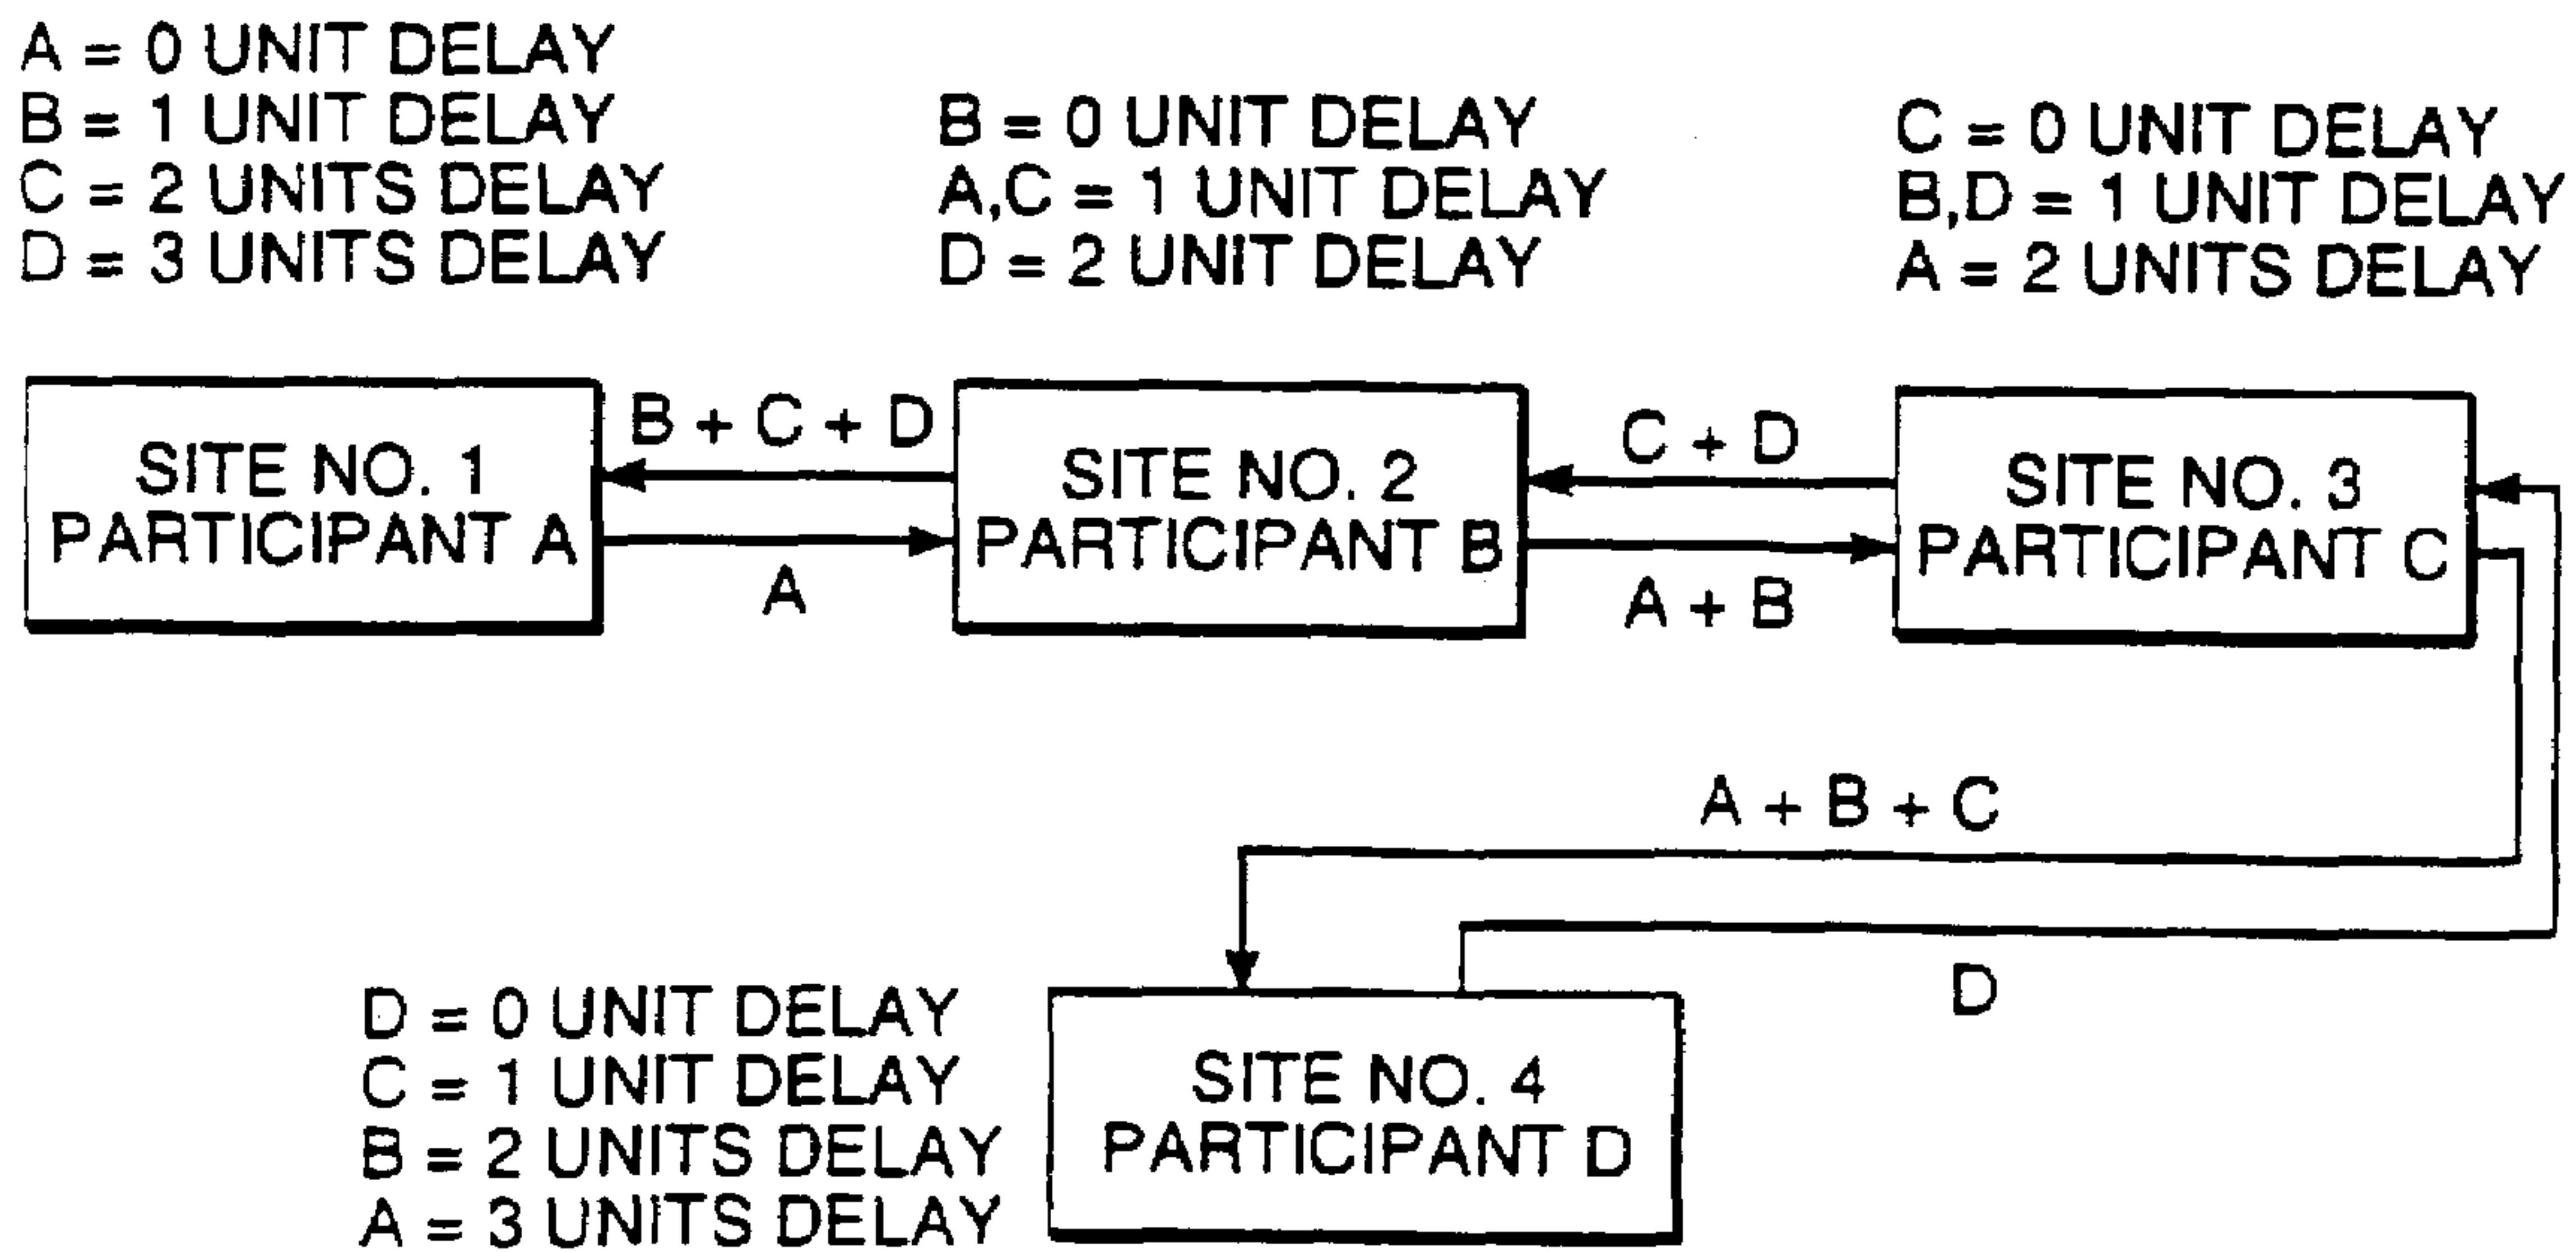 A = 0 UNIT DELAY
B = 1 UNIT DELAY
C = 2 UNITS DELAY
D = 3 UNITS DELAY
B = 0 UNIT DELAY
A,C = 1 UNIT DELAY
D = 2 UNIT DELAY
C = 0 UNIT DELAY
B,D = 1 UNIT DELAY
A = 2 UNITS DELAY
SITE NO. 1
PARTICIPANT A
B + C + D
A
SITE NO. 2
PARTICIPANT B
C + D
A + B
SITE NO. 3
PARTICIPANT C
A + B + C
D
D = 0 UNIT DELAY
C = 1 UNIT DELAY
B = 2 UNITS DELAY
A = 3 UNITS DELAY
SITE NO. 4
PARTICIPANT D